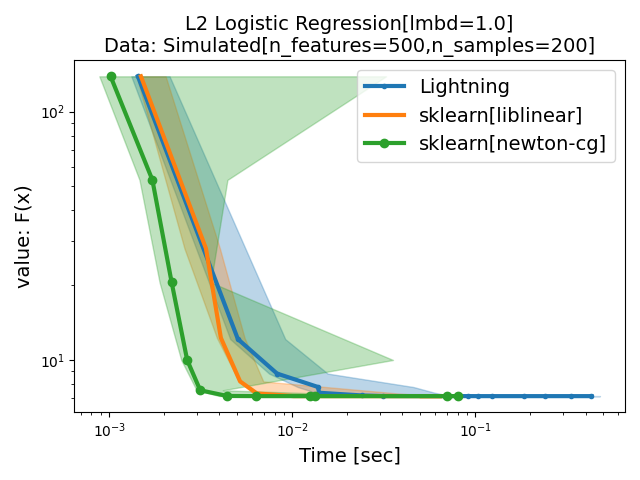 L2 Logistic Regression[lmbd=1.0]
Data: Simulated[n_features=500,n_samples=200]
Lightning
sklearn[liblinear]
sklearn[newton-cg]
value: F(x)
10²
10¹
10⁻³
10⁻²
10⁻¹
Time [sec]